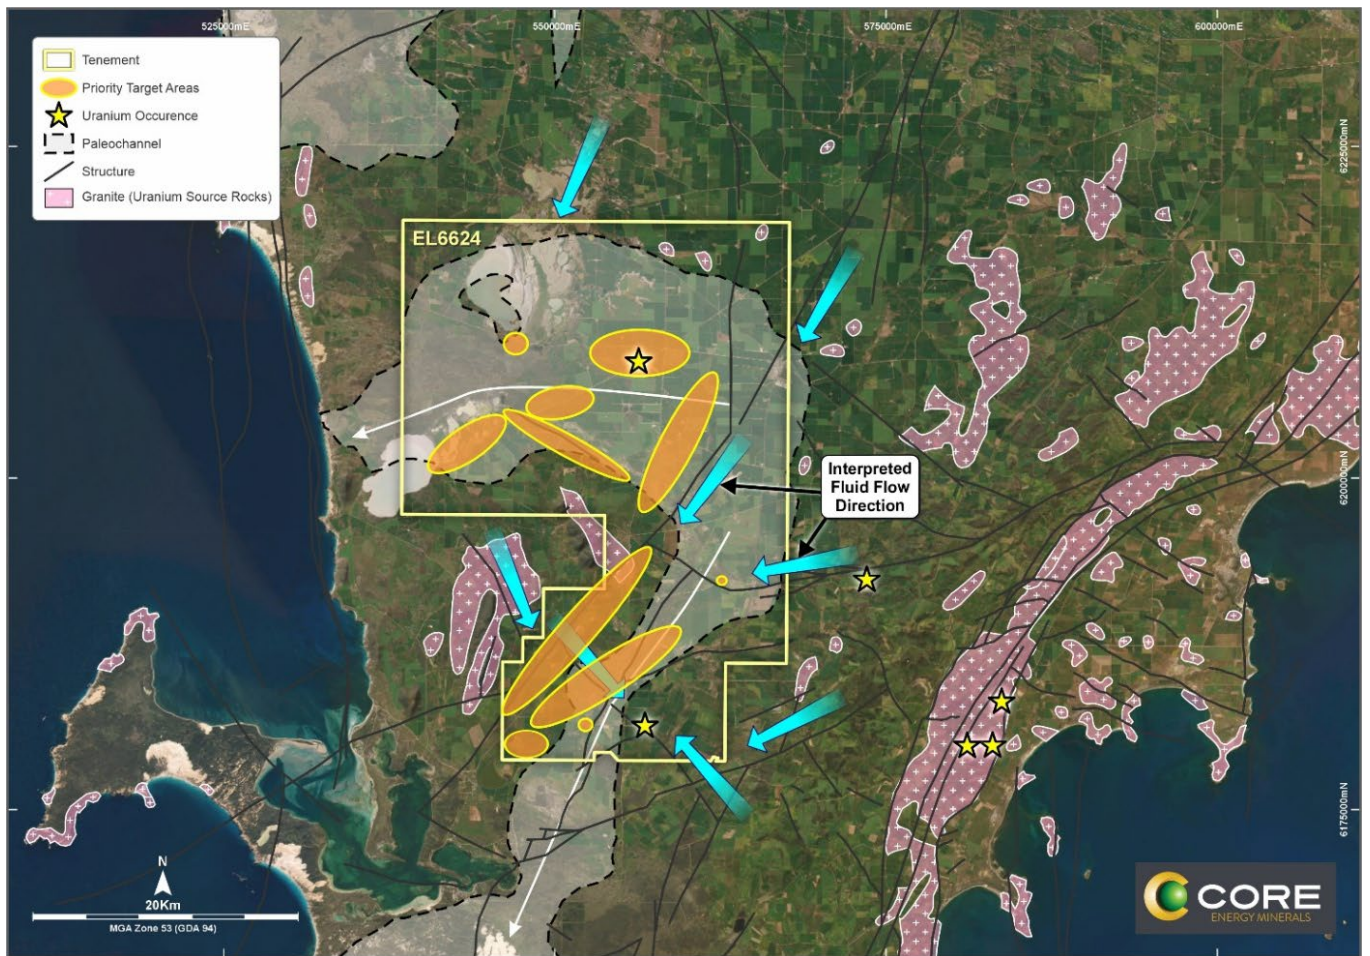 525000mE
550000mE
575000mE
600000mE
Tenement
Priority Target Areas
Uranium Occurence
Paleochannel
Structure
Granite (Uranium Source Rocks)
6225000mN
EL6624
Interpreted
Fluid Flow
Direction
6200000mN
6175000mN
N
20Km
MGA Zone 53 (GDA 94)
CORE
ENERGY MINERALS